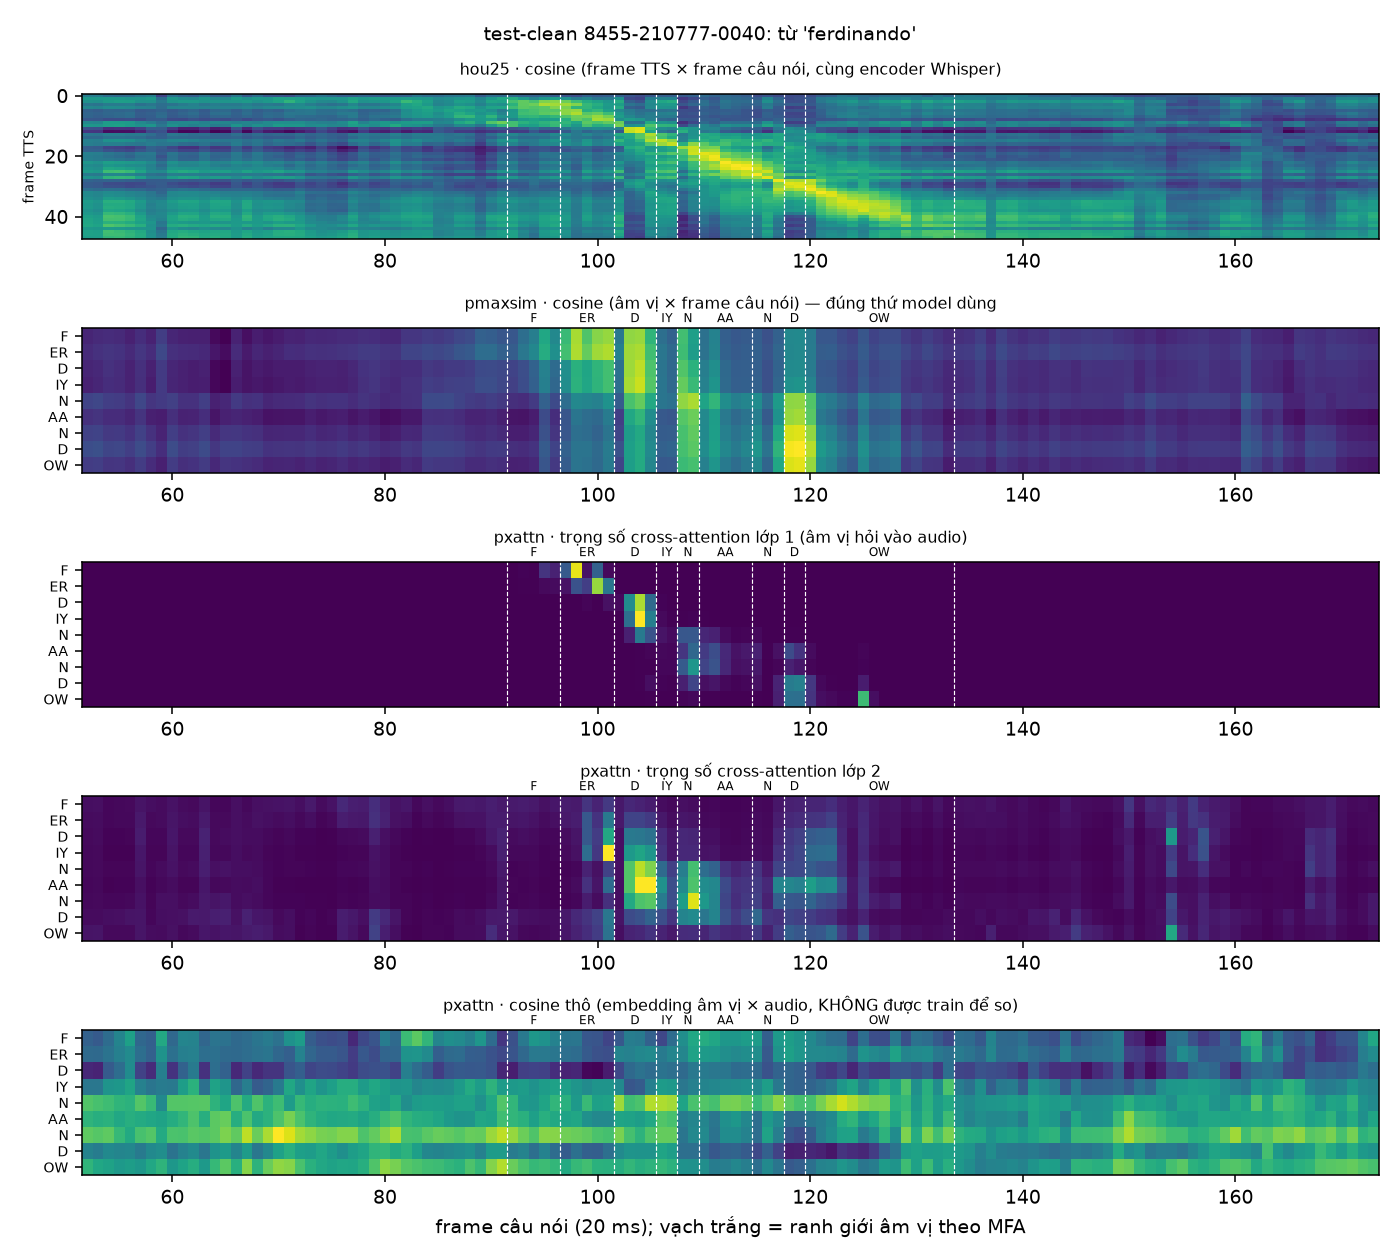 test-clean 8455-210777-0040: từ 'ferdinando'
hou25 · cosine (frame TTS × frame câu nói, cùng encoder Whisper)
frame TTS
0
20
40
60 80 100 120 140 160
pmaxsim · cosine (âm vị × frame câu nói) — đúng thứ model dùng
F ER D IY N AA N D OW
F
ER
D
IY
N
AA
N
D
OW
60 80 100 120 140 160
pxattn · trọng số cross-attention lớp 1 (âm vị hỏi vào audio)
F ER D IY N AA N D OW
F
ER
D
IY
N
AA
N
D
OW
60 80 100 120 140 160
pxattn · trọng số cross-attention lớp 2
F ER D IY N AA N D OW
F
ER
D
IY
N
AA
N
D
OW
60 80 100 120 140 160
pxattn · cosine thô (embedding âm vị × audio, KHÔNG được train để so)
F ER D IY N AA N D OW
F
ER
D
IY
N
AA
N
D
OW
60 80 100 120 140 160
frame câu nói (20 ms); vạch trắng = ranh giới âm vị theo MFA